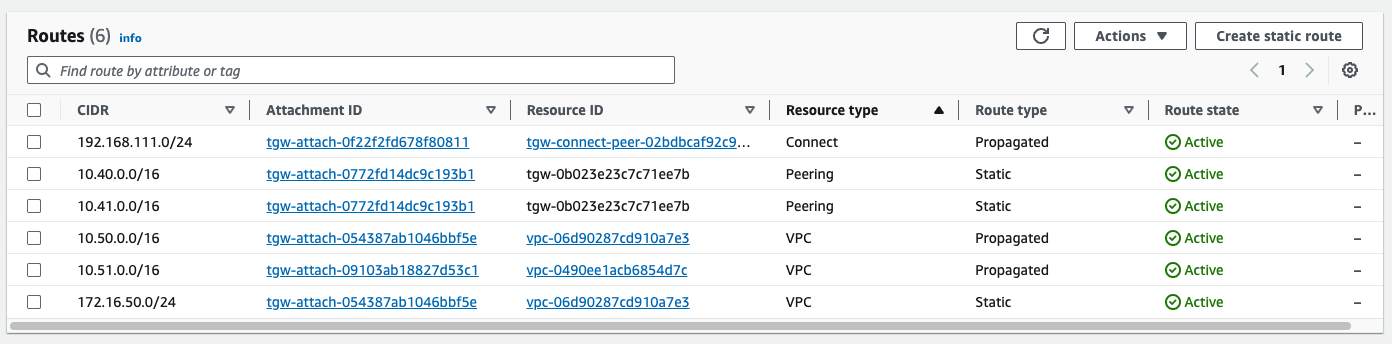 Routes (6) info
Actions Create static route
Find route by attribute or tag
1
CIDR Attachment ID Resource ID Resource type Route type Route state P...
192.168.111.0/24 tgw-attach-0f22f2fd678f80811 tgw-connect-peer-02bdbcaf92c9... Connect Propagated Active –
10.40.0.0/16 tgw-attach-0772fd14dc9c193b1 tgw-0b023e23c7c71ee7b Peering Static Active –
10.41.0.0/16 tgw-attach-0772fd14dc9c193b1 tgw-0b023e23c7c71ee7b Peering Static Active –
10.50.0.0/16 tgw-attach-054387ab1046bbf5e vpc-06d90287cd910a7e3 VPC Propagated Active –
10.51.0.0/16 tgw-attach-09103ab18827d53c1 vpc-0490ee1acb6854d7c VPC Propagated Active –
172.16.50.0/24 tgw-attach-054387ab1046bbf5e vpc-06d90287cd910a7e3 VPC Static Active –